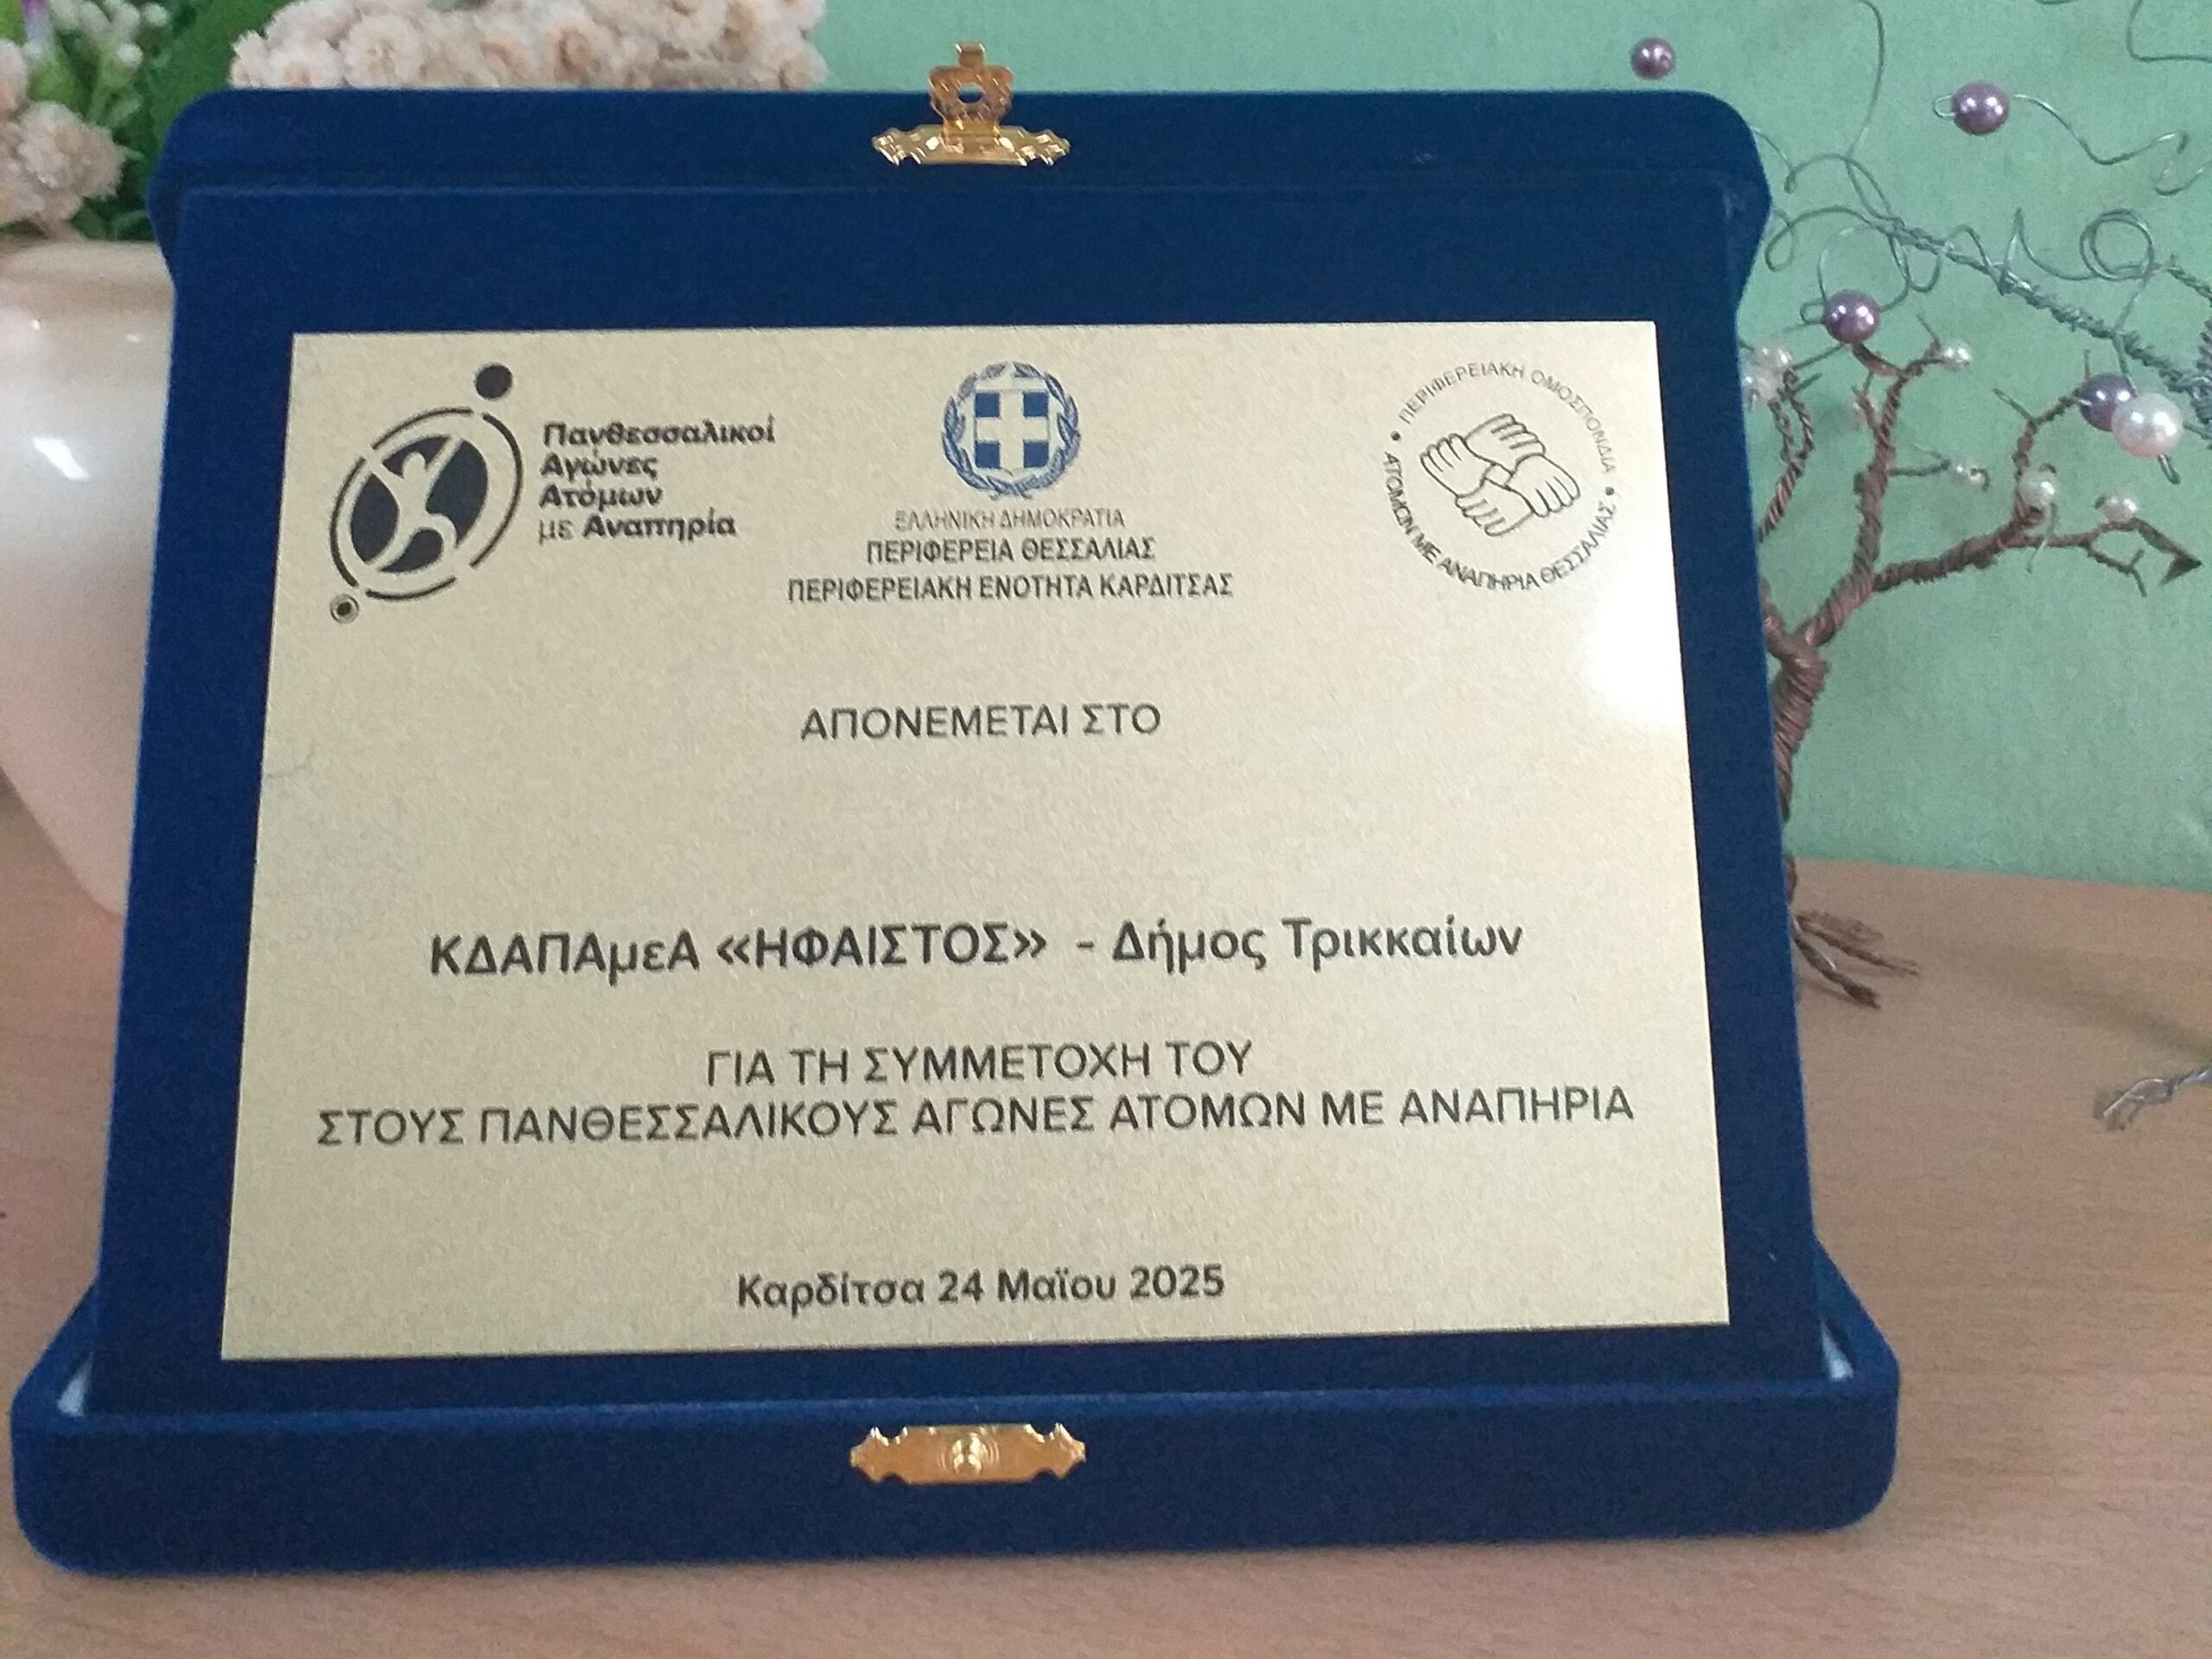 Πανθεσσαλικοί
Αγώνες
Ατόμων
με Αναπηρία
ΕΛΛΗΝΙΚΗ ΔΗΜΟΚΡΑΤΙΑ
ΠΕΡΙΦΕΡΕΙΑ ΘΕΣΣΑΛΙΑΣ
ΠΕΡΙΦΕΡΕΙΑΚΗ ΕΝΟΤΗΤΑ ΚΑΡΔΙΤΣΑΣ
• ΠΕΡΙΦΕΡΕΙΑΚΗ ΟΜΟΣΠΟΝΔΙΑ •
ΑΤΟΜΩΝ ΜΕ ΑΝΑΠΗΡΙΑ ΘΕΣΣΑΛΙΑΣ
ΑΠΟΝΕΜΕΤΑΙ ΣΤΟ
ΚΔΑΠΑμεΑ «ΗΦΑΙΣΤΟΣ» - Δήμος Τρικκαίων
ΓΙΑ ΤΗ ΣΥΜΜΕΤΟΧΗ ΤΟΥ
ΣΤΟΥΣ ΠΑΝΘΕΣΣΑΛΙΚΟΥΣ ΑΓΩΝΕΣ ΑΤΟΜΩΝ ΜΕ ΑΝΑΠΗΡΙΑ
Καρδίτσα 24 Μαΐου 2025